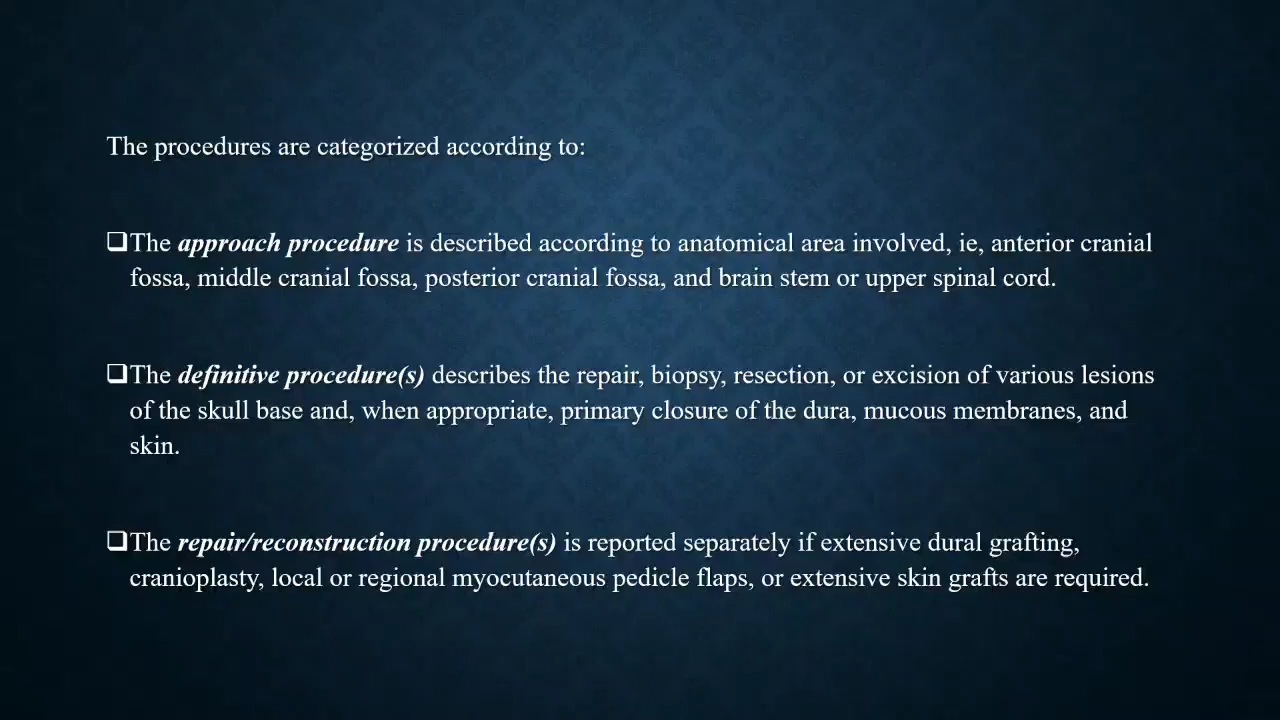 The procedures are categorized according to:
❑The approach procedure is described according to anatomical area involved, ie, anterior cranial
fossa, middle cranial fossa, posterior cranial fossa, and brain stem or upper spinal cord.
❑The definitive procedure(s) describes the repair, biopsy, resection, or excision of various lesions
of the skull base and, when appropriate, primary closure of the dura, mucous membranes, and
skin.
❑The repair/reconstruction procedure(s) is reported separately if extensive dural grafting,
cranioplasty, local or regional myocutaneous pedicle flaps, or extensive skin grafts are required.